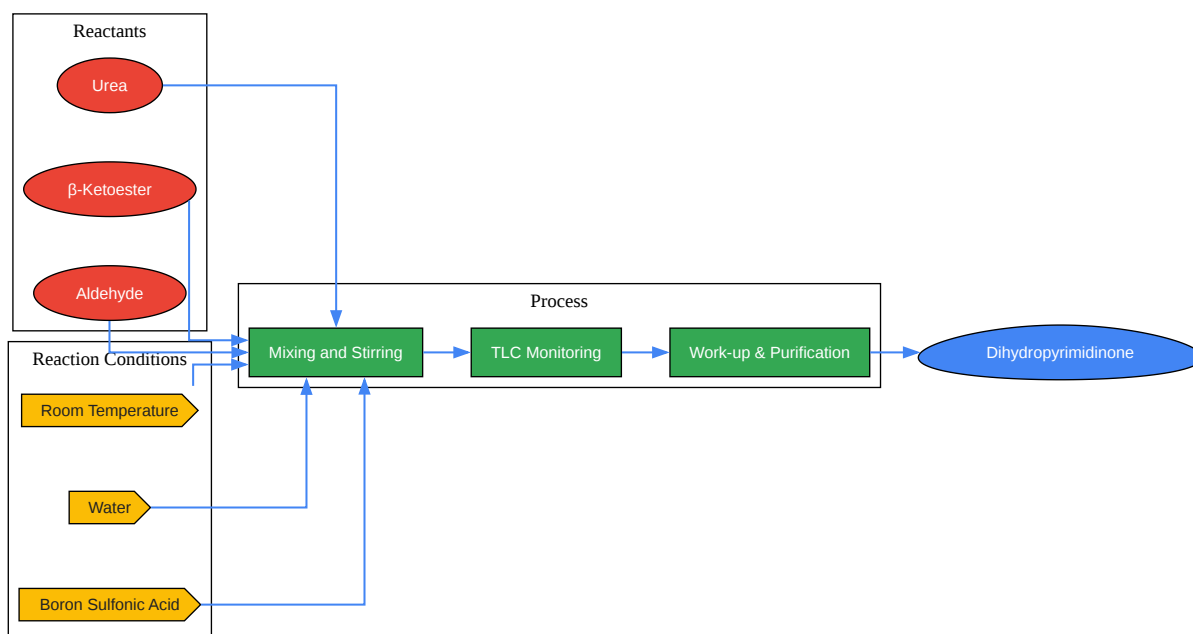 Reactants
Urea
β-Ketoester
Aldehyde
Reaction Conditions
Room Temperature
Water
Boron Sulfonic Acid
Process
Mixing and Stirring
TLC Monitoring
Work-up & Purification
Dihydropyrimidinone